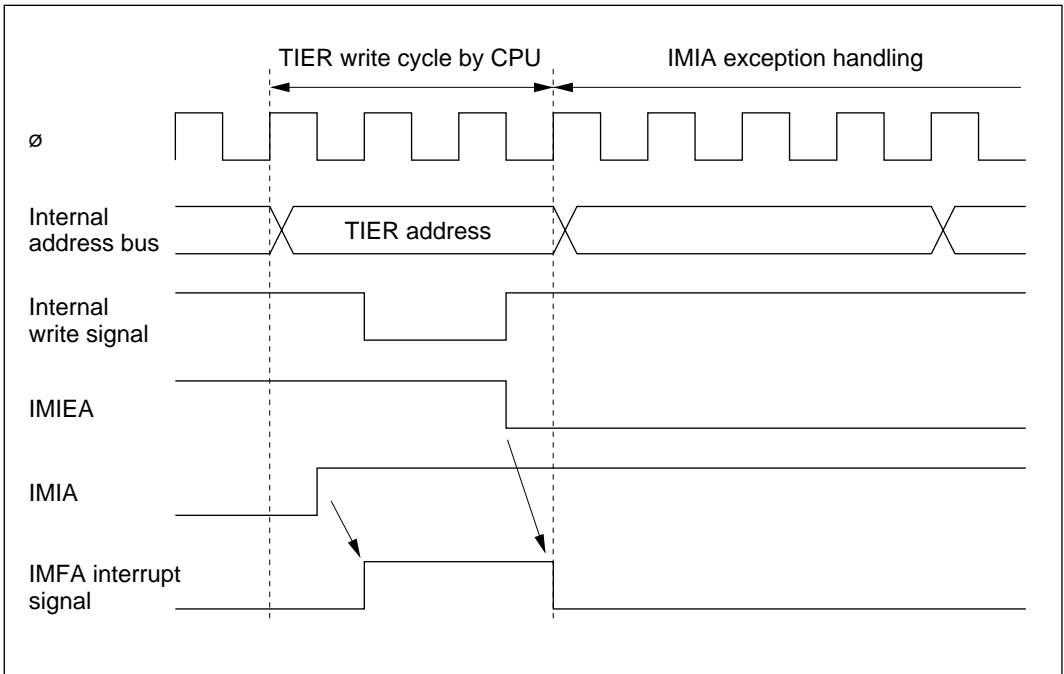 TIER write cycle by CPU
IMIA exception handling
ø
Internal
address bus
TIER address
Internal
write signal
IMIEA
IMIA
IMFA interrupt
signal